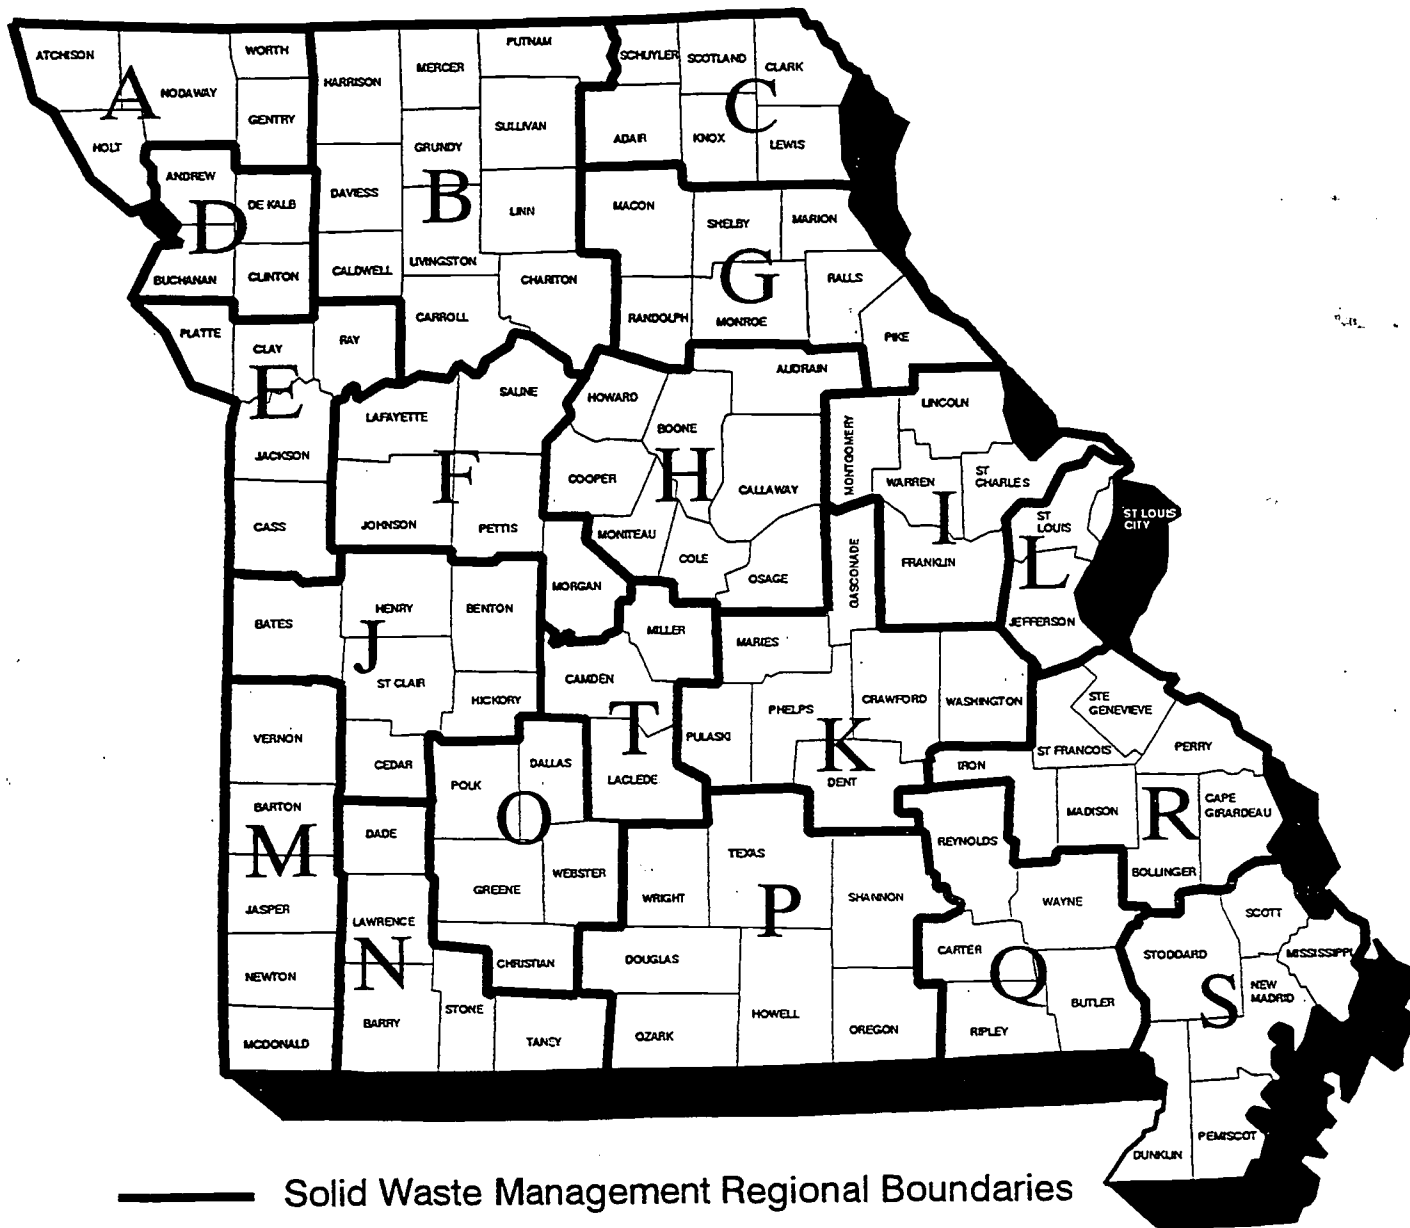 ATCHISON
NODAWAY
WORTH
GENTRY
HOLT
A
HARRISON
MERCER
PUTNAM
SULLIVAN
GRUNDY
DAVIESS
B
LINN
CALDWELL
LIVINGSTON
CHARITON
CARROLL
SCHUYLER
SCOTLAND
CLARK
C
ADAIR
KNOX
LEWIS
ANDREW
DE KALB
D
BUCHANAN
CLINTON
MACON
SHELBY
MARION
G
RALLS
RANDOLPH
MONROE
PIKE
PLATTE
CLAY
RAY
E
JACKSON
CASS
SALINE
LAFAYETTE
F
JOHNSON
PETTIS
MORGAN
AUDRAIN
HOWARD
BOONE
H
COOPER
CALLAWAY
MONITEAU
COLE
OSAGE
LINCOLN
MONTGOMERY
WARREN
ST
CHARLES
I
FRANKLIN
ST
LOUIS
ST LOUIS
CITY
L
JEFFERSON
BATES
HENRY
BENTON
J
ST CLAIR
HICKORY
CEDAR
MILLER
CAMDEN
T
LACLEDE
GASCONADE
MARIES
PHELPS
CRAWFORD
WASHINGTON
PULASKI
K
DENT
STE
GENEVIEVE
ST FRANCOIS
PERRY
IRON
MADISON
R
CAPE
GIRARDEAU
BOLLINGER
VERNON
BARTON
M
JASPER
NEWTON
MCDONALD
DADE
LAWRENCE
N
BARRY
STONE
TANEY
POLK
DALLAS
O
GREENE
WEBSTER
CHRISTIAN
TEXAS
WRIGHT
P
SHANNON
DOUGLAS
HOWELL
OZARK
OREGON
REYNOLDS
WAYNE
CARTER
Q
BUTLER
RIPLEY
SCOTT
STODDARD
MISSISSIPPI
NEW
MADRID
S
PEMISCOT
DUNKLIN
Solid Waste Management Regional Boundaries